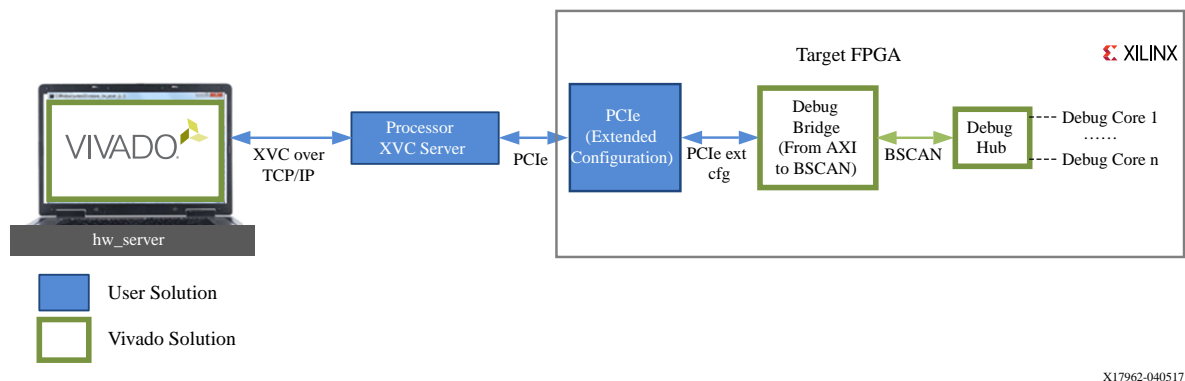 Target FPGA
XILINX
VIVADO.
hw_server
XVC over
TCP/IP
Processor
XVC Server
PCIe
PCIe
(Extended
Configuration)
PCIe ext
cfg
Debug
Bridge
(From AXI
to BSCAN)
BSCAN
Debug
Hub
Debug Core 1
......
Debug Core n
User Solution
Vivado Solution
X17962-040517